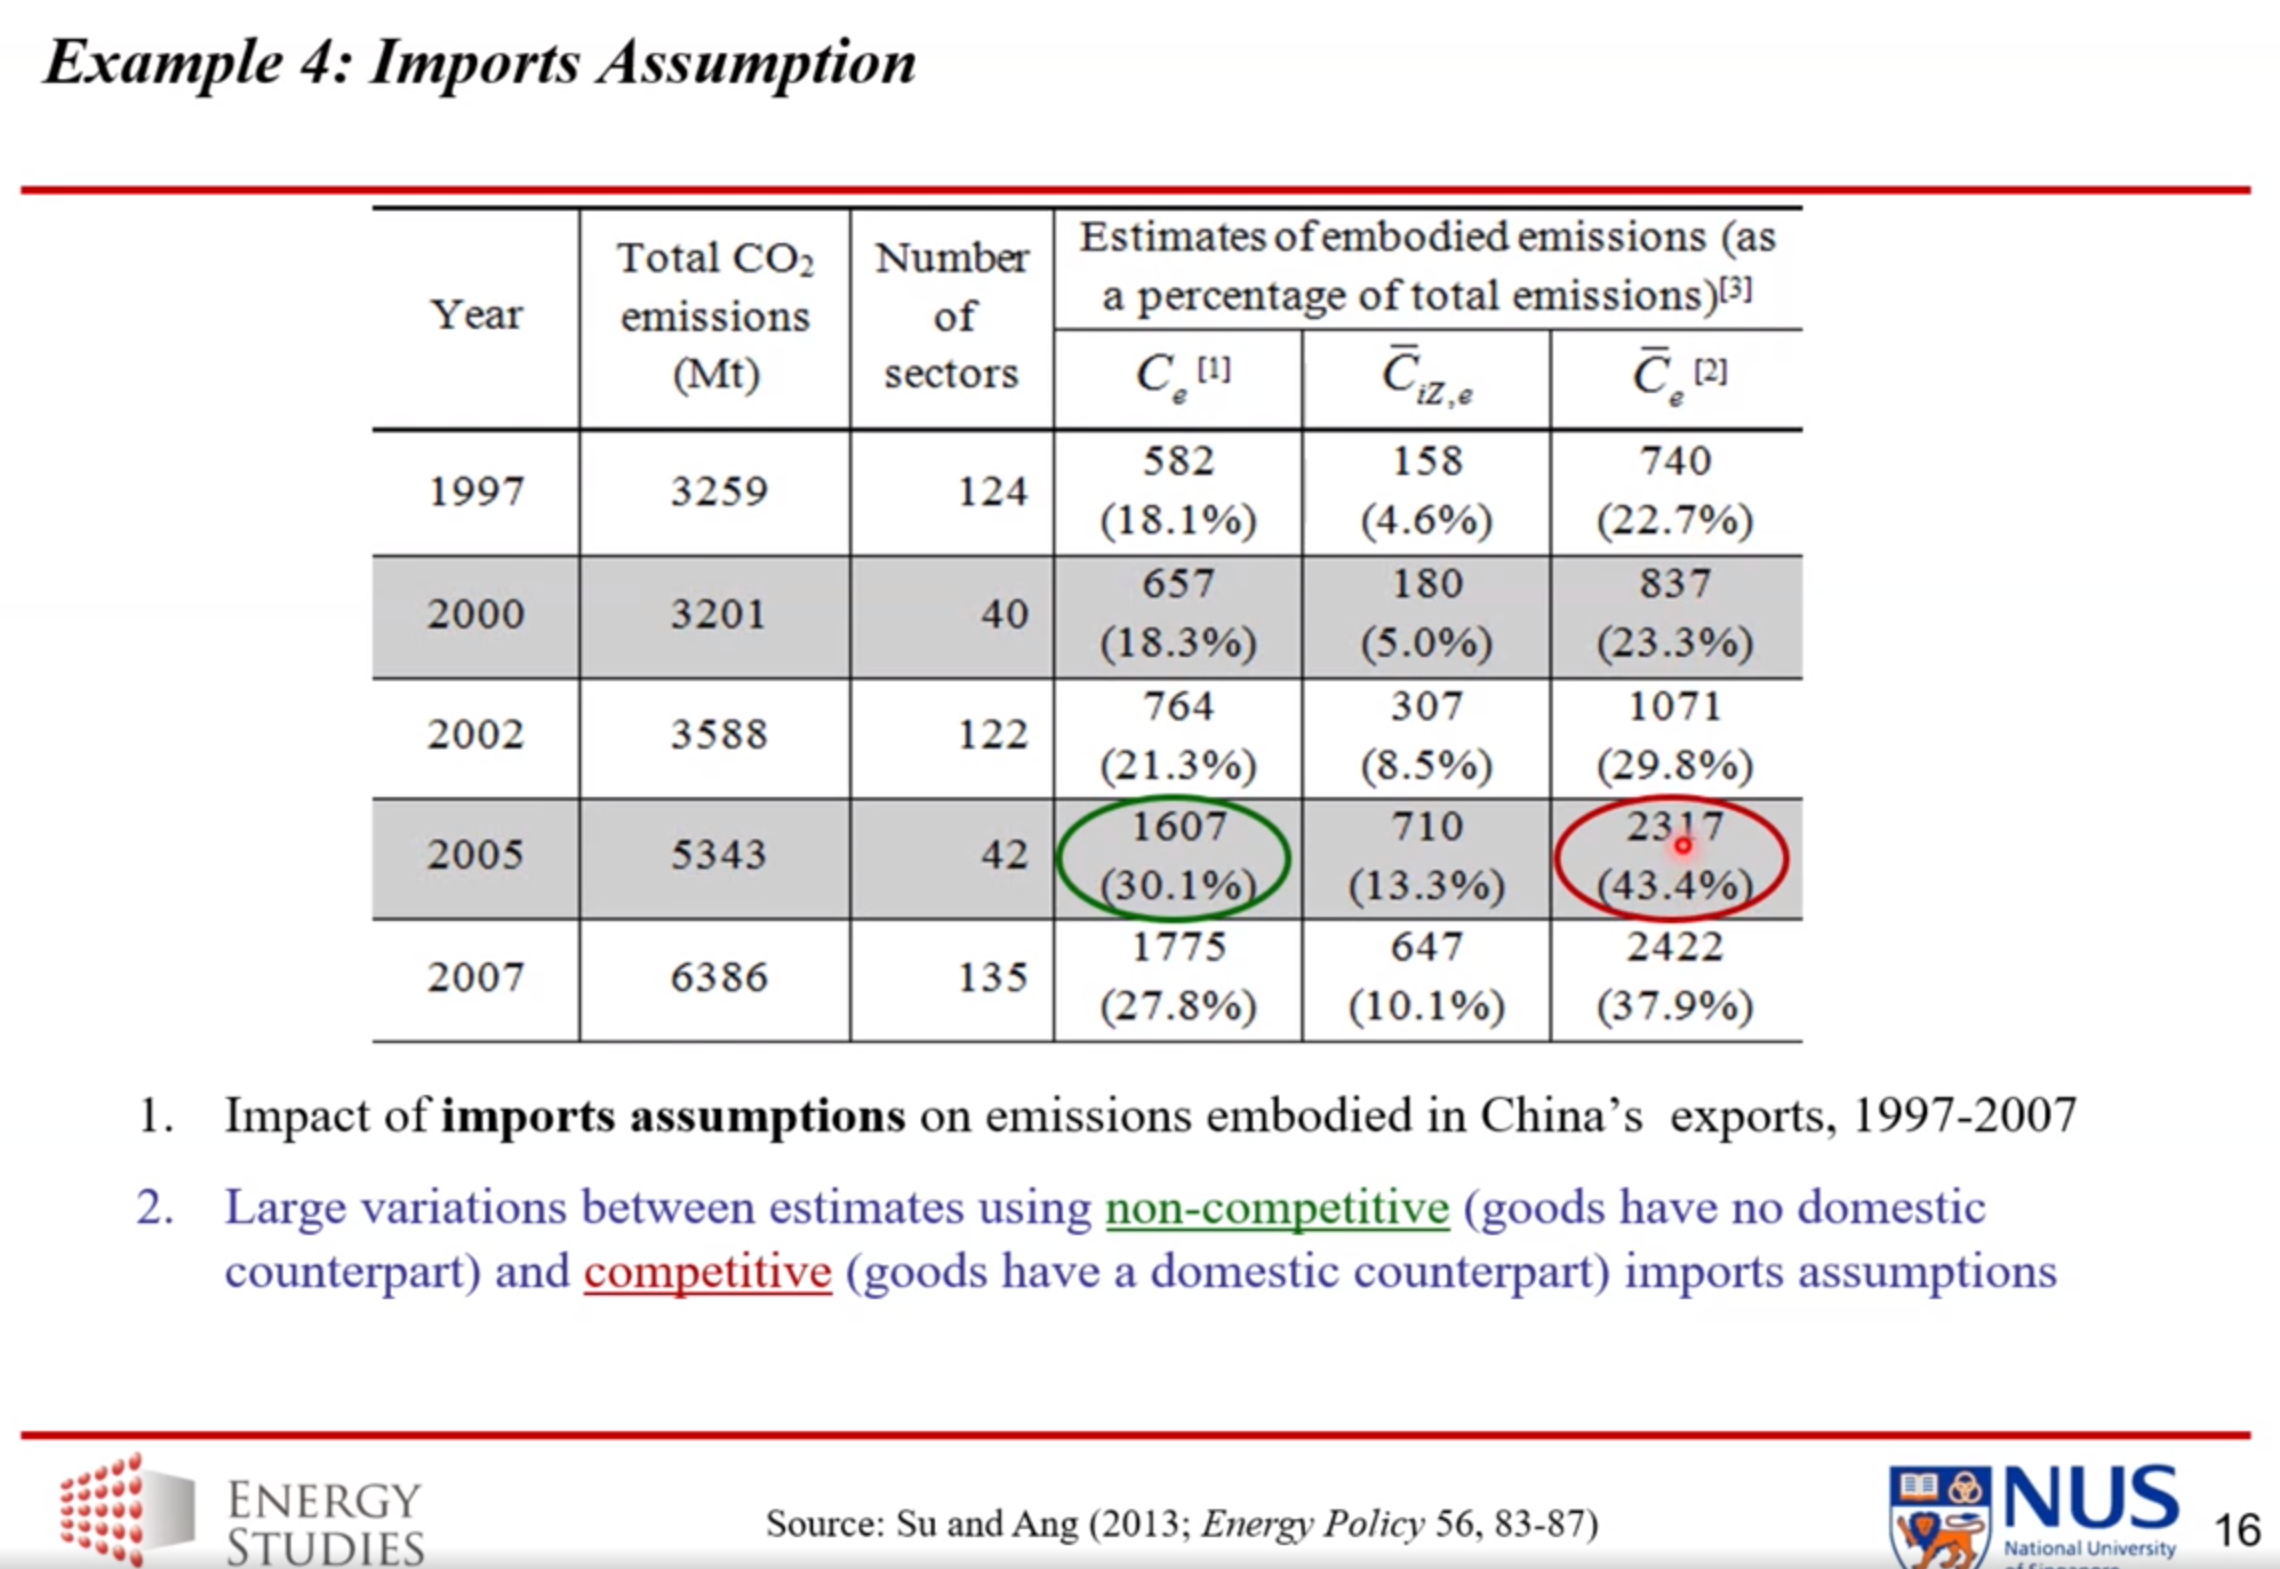 Example 4: Imports Assumption
Year
Total CO₂ emissions (Mt)
Number of sectors
Estimates of embodied emissions (as a percentage of total emissions)[3]
C_e [1]
C̅_iZ,e
C̅_e [2]
1997 3259 124 582 (18.1%) 158 (4.6%) 740 (22.7%)
2000 3201 40 657 (18.3%) 180 (5.0%) 837 (23.3%)
2002 3588 122 764 (21.3%) 307 (8.5%) 1071 (29.8%)
2005 5343 42 1607 (30.1%) 710 (13.3%) 2317 (43.4%)
2007 6386 135 1775 (27.8%) 647 (10.1%) 2422 (37.9%)
1. Impact of imports assumptions on emissions embodied in China's exports, 1997-2007
2. Large variations between estimates using non-competitive (goods have no domestic
counterpart) and competitive (goods have a domestic counterpart) imports assumptions
ENERGY
STUDIES
Source: Su and Ang (2013; Energy Policy 56, 83-87)
NUS
National University
16